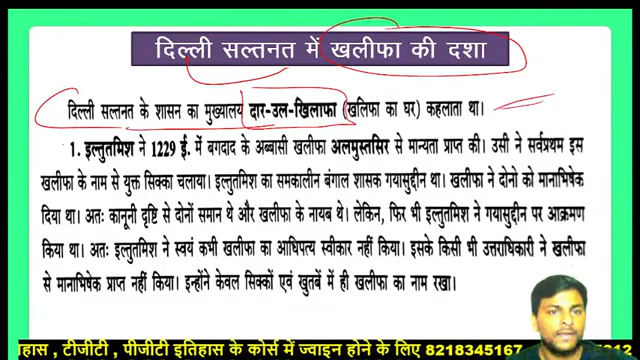 दिल्ली सल्तनत में खलीफा की दशा
दिल्ली सल्तनत के शासन का मुख्यालय दार-उल-खिलाफा (खलिफा का घर) कहलाता था।
1. इल्तुतमिश ने 1229 ई. में बगदाद के अब्बासी खलीफा अलमुस्तसिर से मान्यता प्राप्त की। उसी ने सर्वप्रथम इस
खलीफा के नाम से युक्त सिक्का चलाया। इल्तुतमिश का समकालीन बंगाल शासक गयासुद्दीन था। खलीफा ने दोनो को मानाभिषेक
दिया था। अतः कानूनी दृष्टि से दोनों समान थे और खलीफा के नायब थे। लेकिन, फिर भी इल्तुतमिश ने गयासुद्दीन पर आक्रमण
किया था। अतः इल्तुतमिश ने स्वयं कभी खलीफा का आधिपत्य स्वीकार नहीं किया। इसके किसी भी उत्तराधिकारी ने खलीफा
से मानाभिषेक प्राप्त नहीं किया। इन्होंने केवल सिक्कों एवं खुतबें में ही खलीफा का नाम रखा।
हास , टीजीटी , पीजीटी इतिहास के कोर्स में ज्वाइन होने के लिए 8218345167